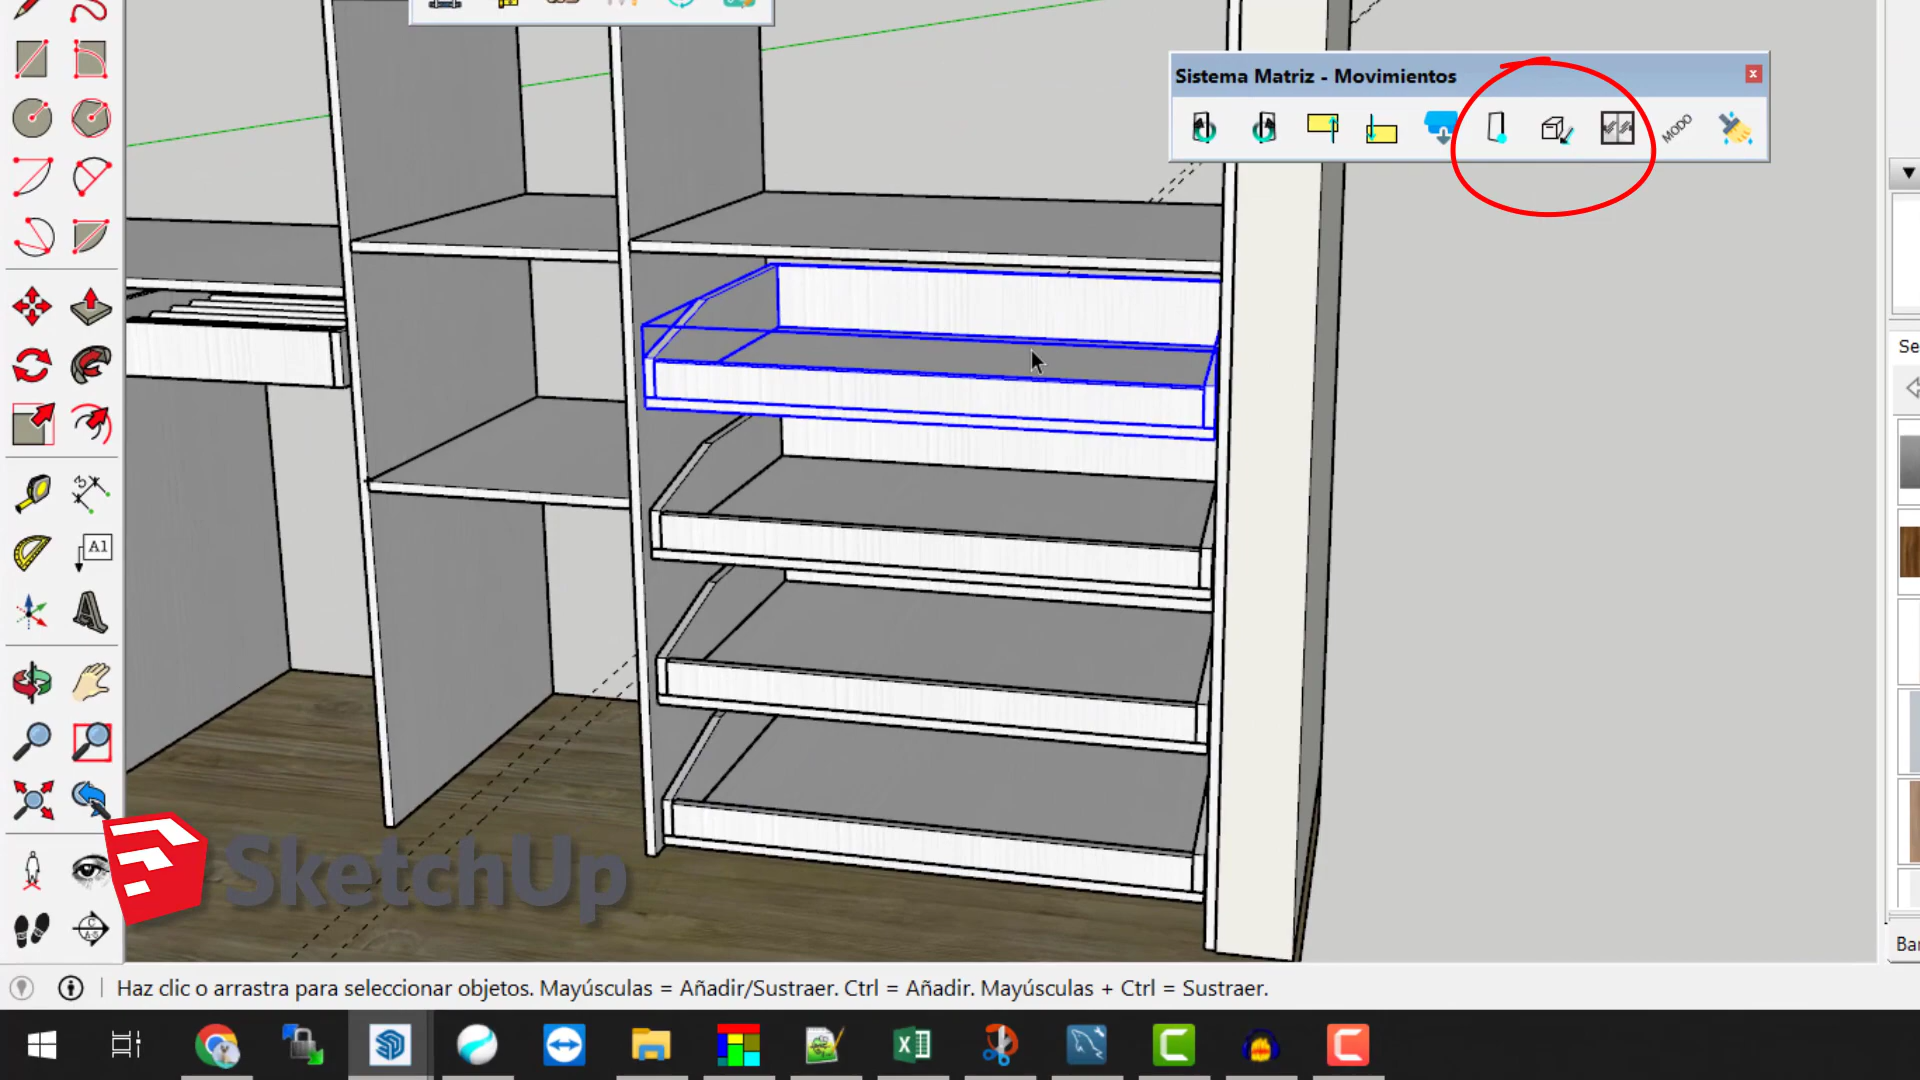 Sistema Matriz - Movimientos
x
MODO
A1
Se
SketchUp
Haz clic o arrastra para seleccionar objetos. Mayúsculas = Añadir/Sustraer. Ctrl = Añadir. Mayúsculas + Ctrl = Sustraer.